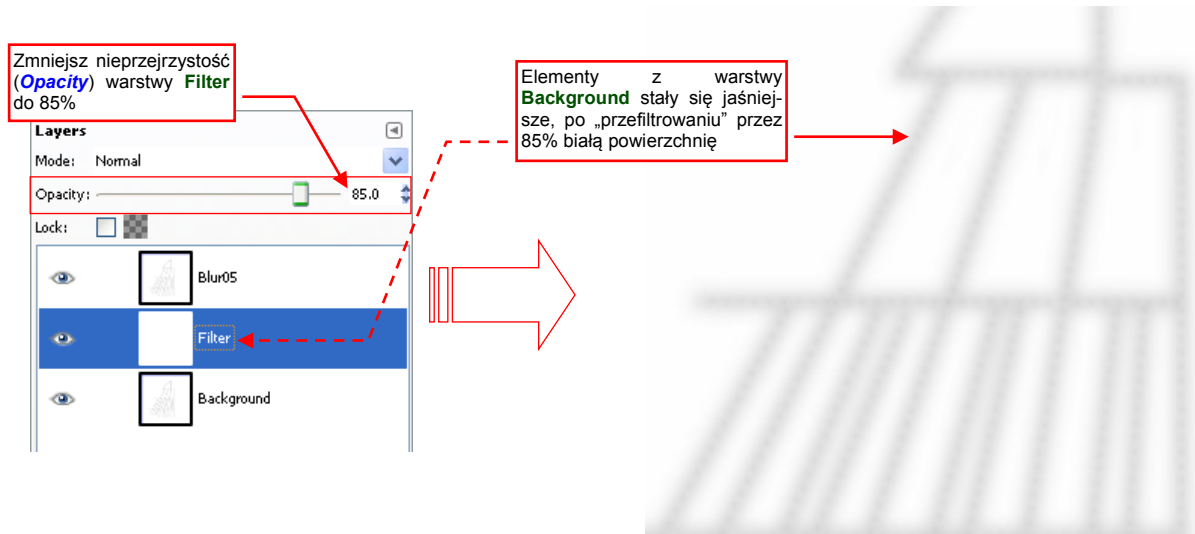 Zmniejsz nieprzejrzystość
(Opacity) warstwy Filter
do 85%
Elementy z warstwy
Background stały się jaśniej-
sze, po „przefiltrowaniu” przez
85% białą powierzchnię
Layers
Mode: Normal
Opacity: 85.0
Lock:
Blur05
Filter
Background